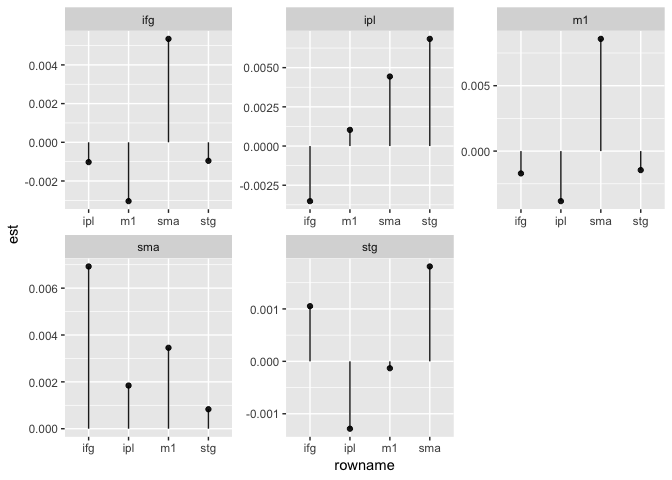 ifg
ipl
m1
0.004
0.002
0.000
-0.002
0.0050
0.0025
0.0000
-0.0025
0.005
0.000
ipl m1 sma stg
ifg m1 sma stg
ifg ipl sma stg
est
sma
stg
0.006
0.004
0.002
0.000
0.001
0.000
-0.001
ifg ipl m1 stg
ifg ipl m1 sma
rowname